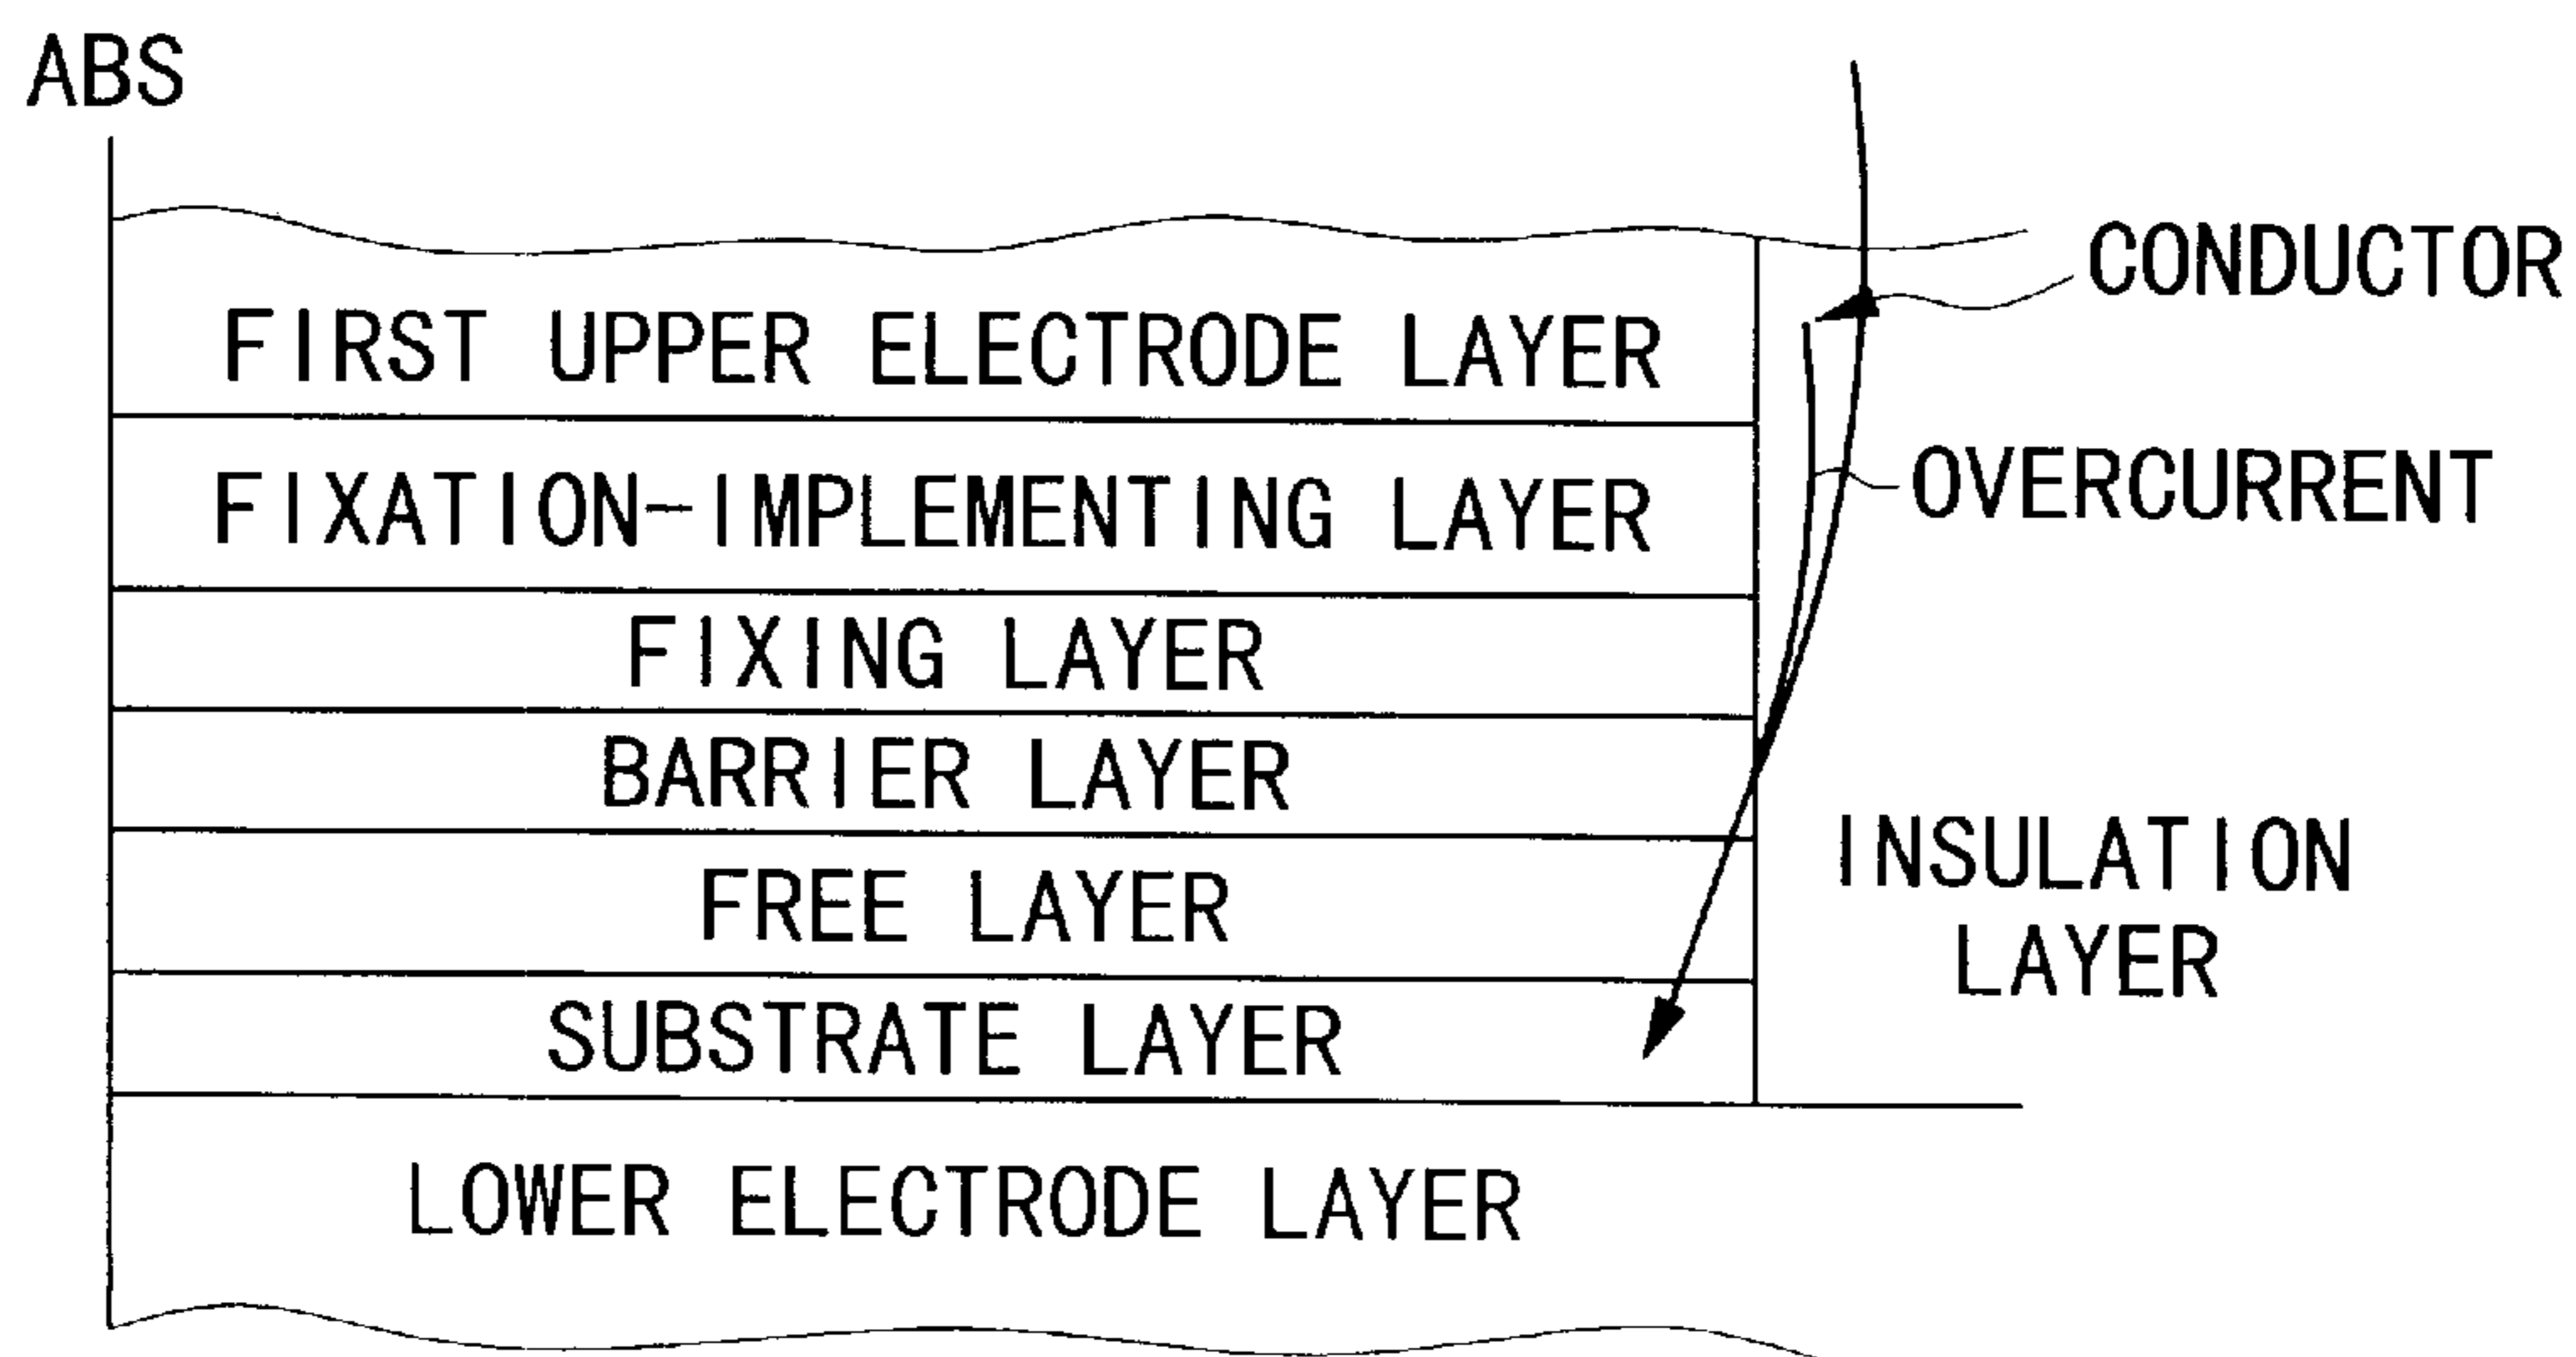 ABS
CONDUCTOR
FIRST UPPER ELECTRODE LAYER
FIXATION-IMPLEMENTING LAYER
OVERCURRENT
FIXING LAYER
BARRIER LAYER
FREE LAYER
INSULATION
LAYER
SUBSTRATE LAYER
LOWER ELECTRODE LAYER